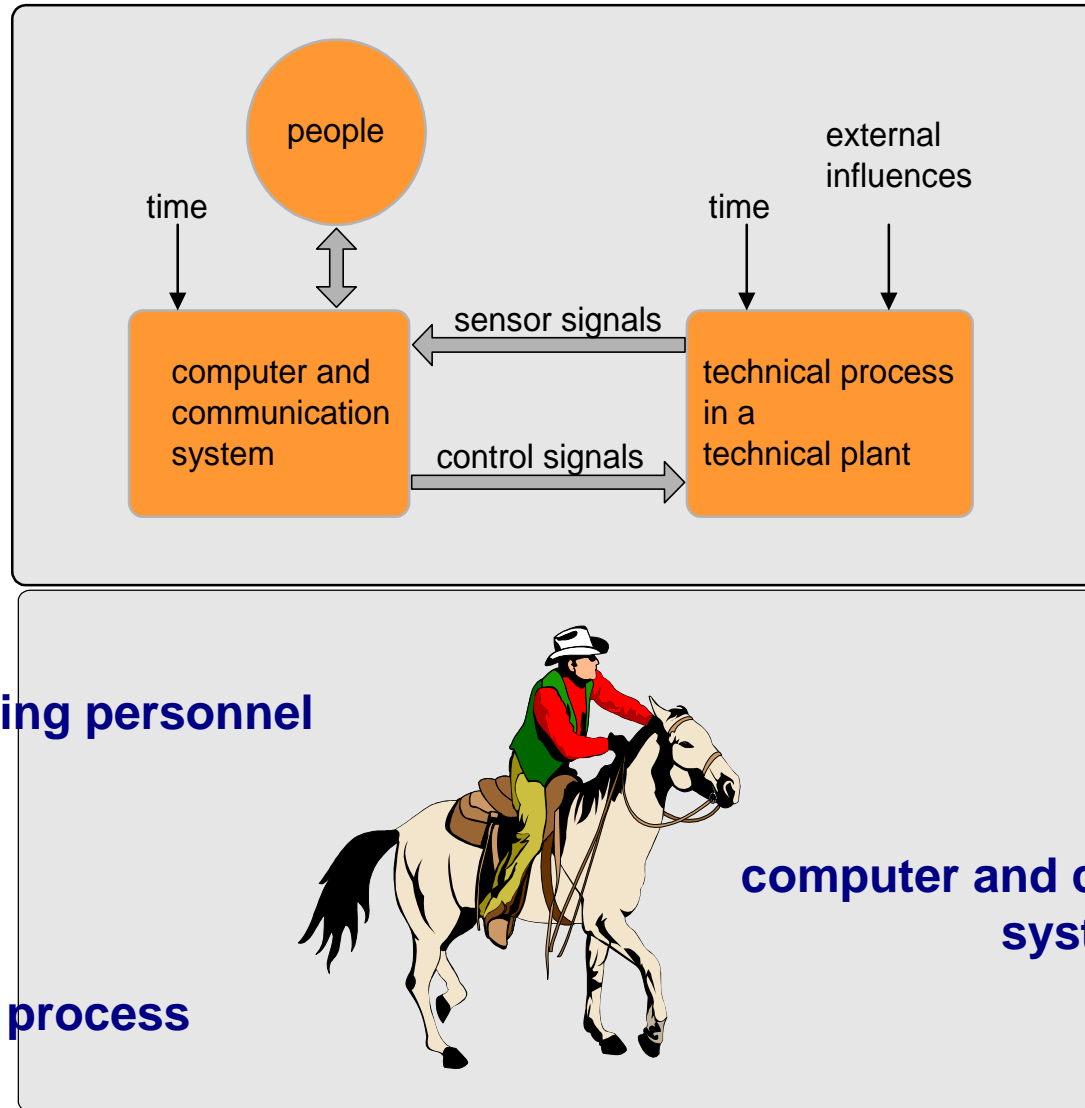 people
external
influences
time
time
sensor signals
computer and
communication
system
technical process
in a
technical plant
control signals
ing personnel
computer and c
syst
process